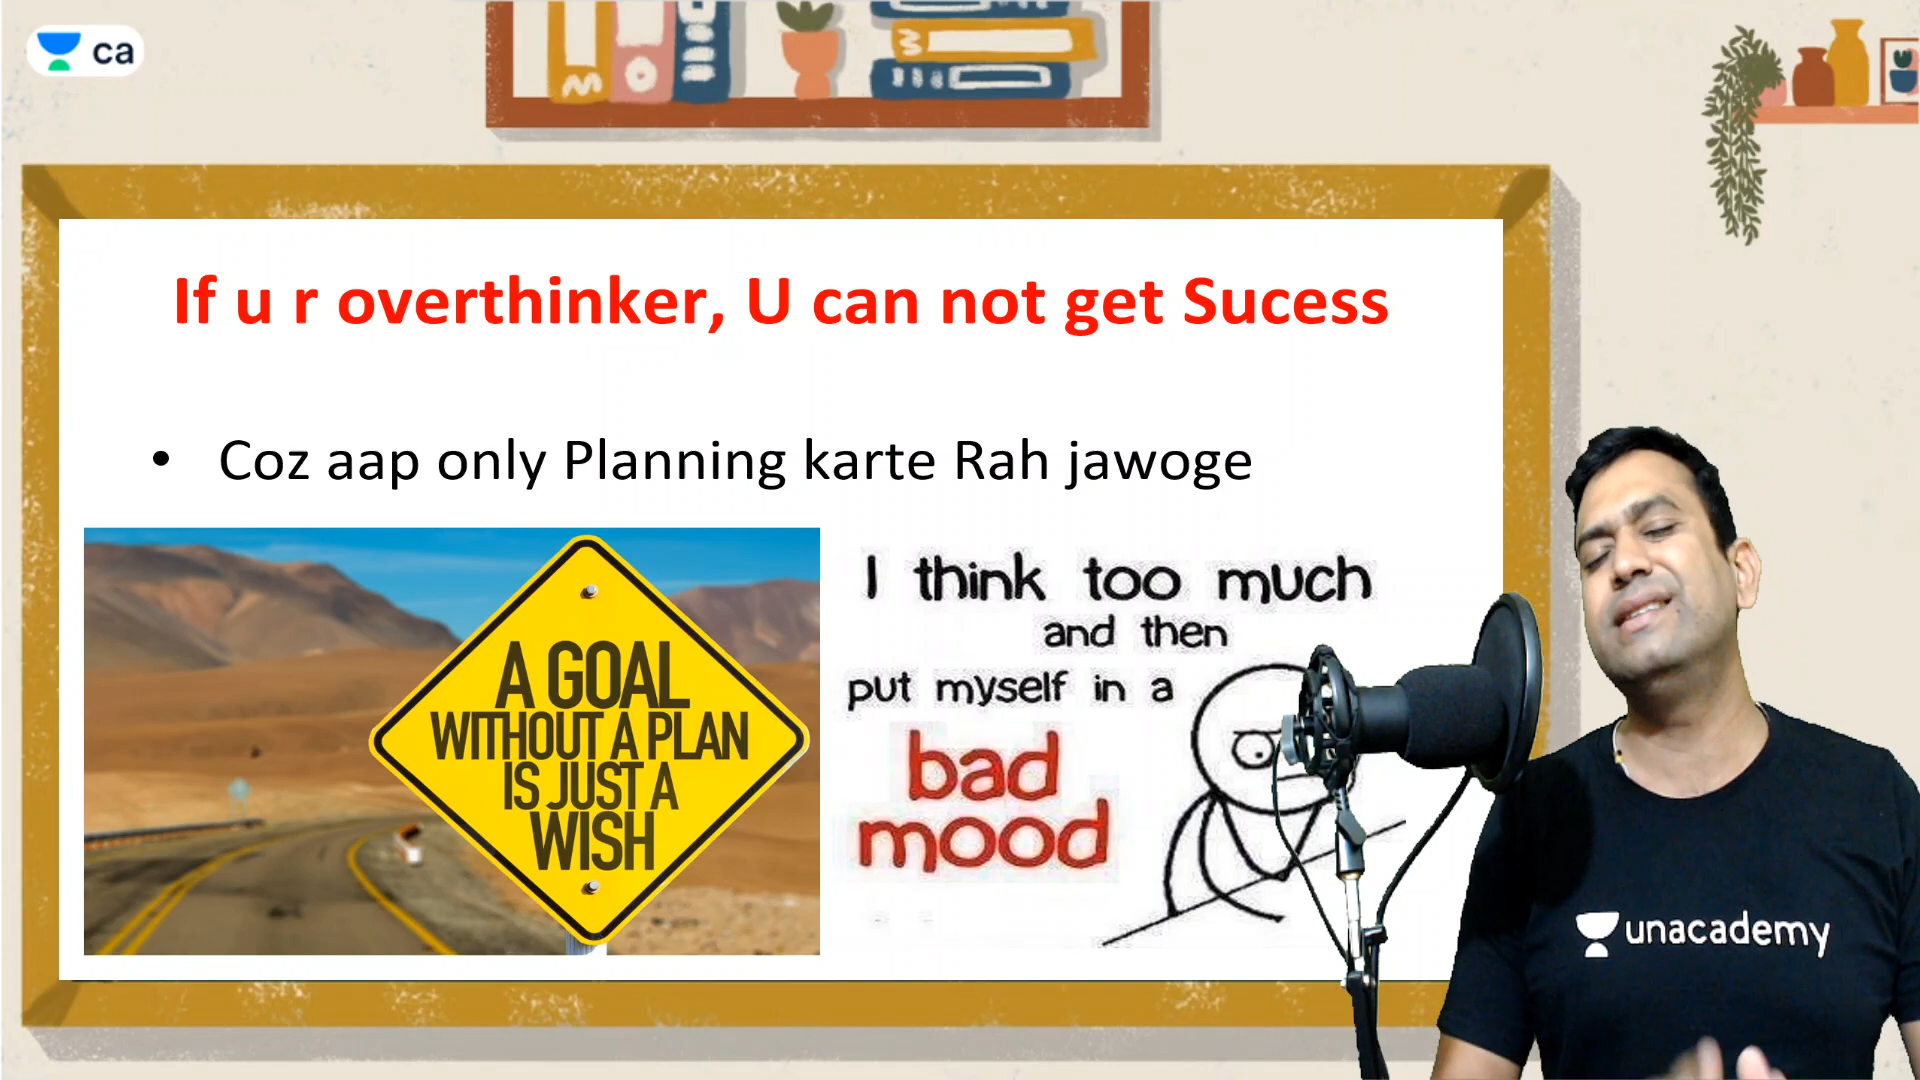 ca
If u r overthinker, U can not get Sucess
• Coz aap only Planning karte Rah jawoge
A GOAL
WITHOUT A PLAN
IS JUST A
WISH
I think too much
and then
put myself in a
bad
mood
unacademy